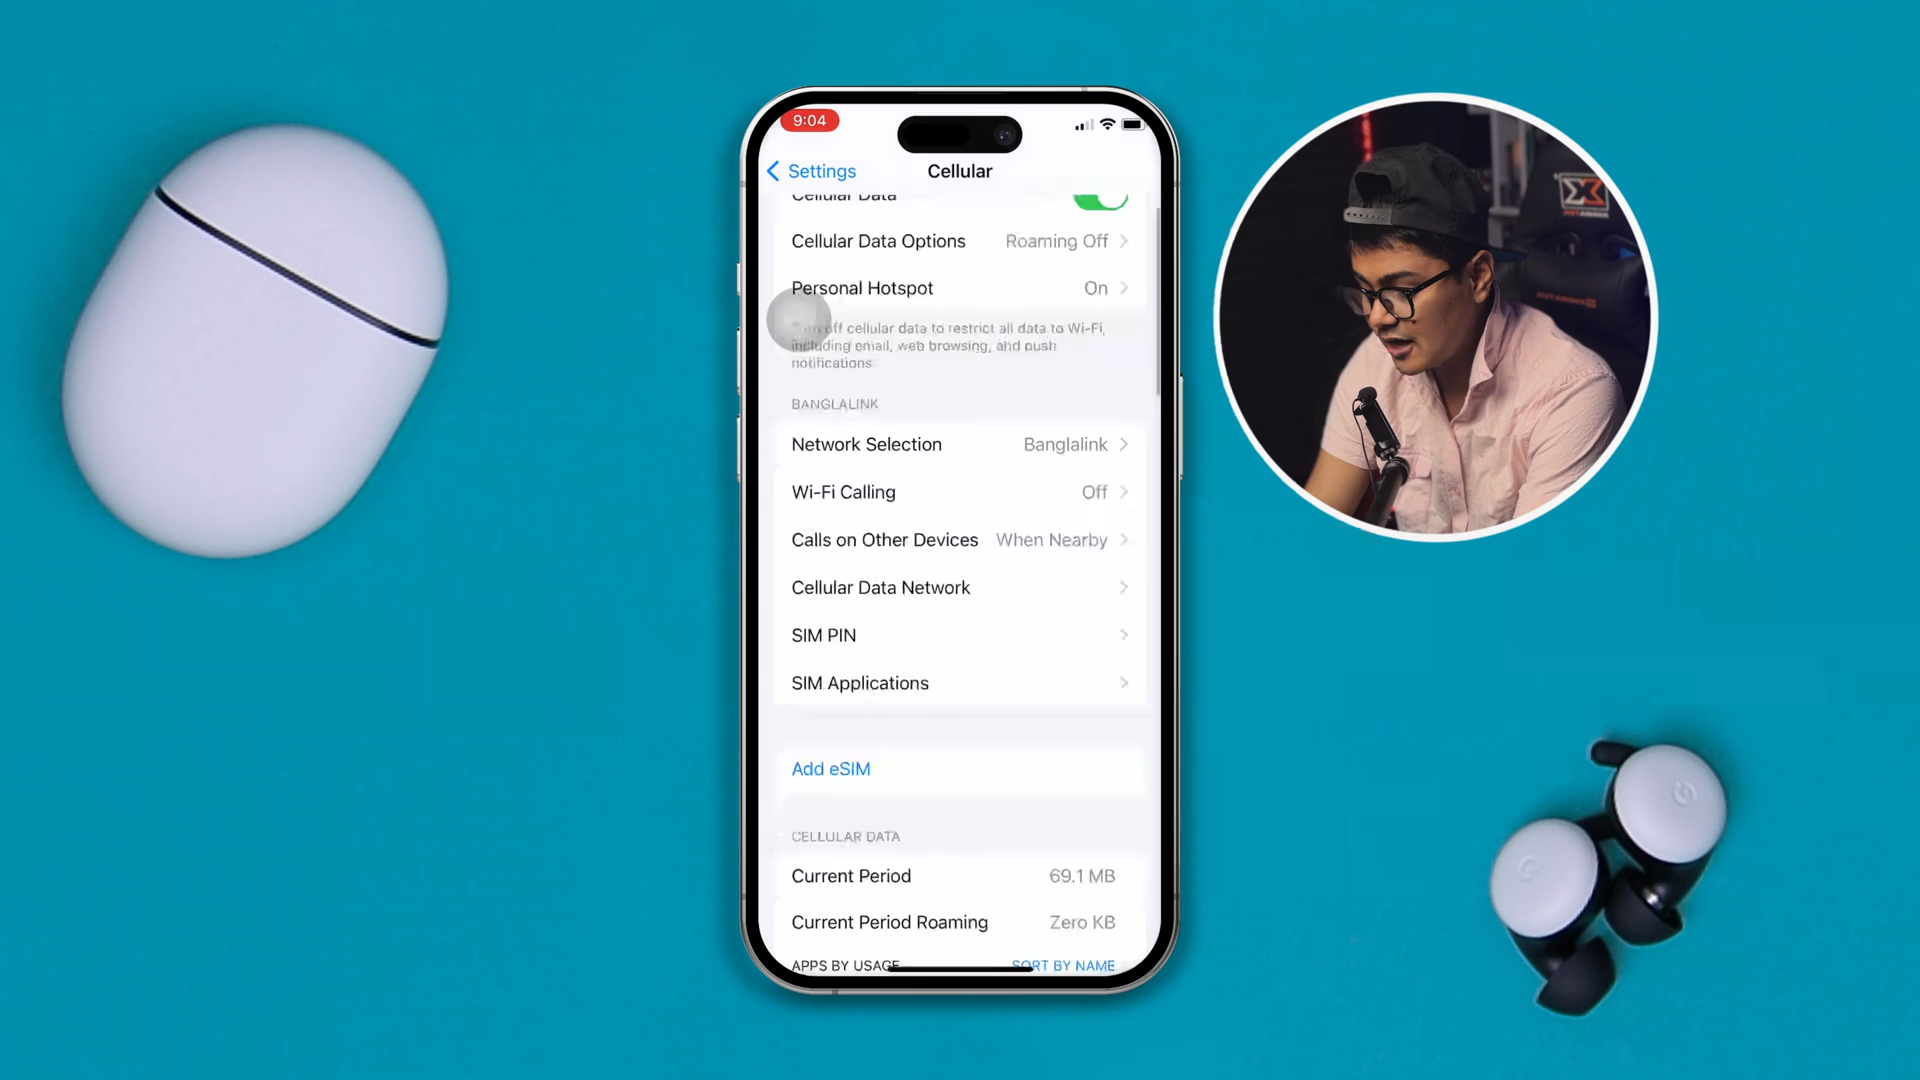 9:04
Settings
Cellular
Cellular Data
Cellular Data Options Roaming Off
Personal Hotspot On
Turn off cellular data to restrict all data to Wi-Fi,
including email, web browsing, and push
notifications
BANGLALINK
Network Selection Banglalink
Wi-Fi Calling Off
Calls on Other Devices When Nearby
Cellular Data Network
SIM PIN
SIM Applications
Add eSIM
CELLULAR DATA
Current Period 69.1 MB
Current Period Roaming Zero KB
APPS BY USAGE SORT BY NAME